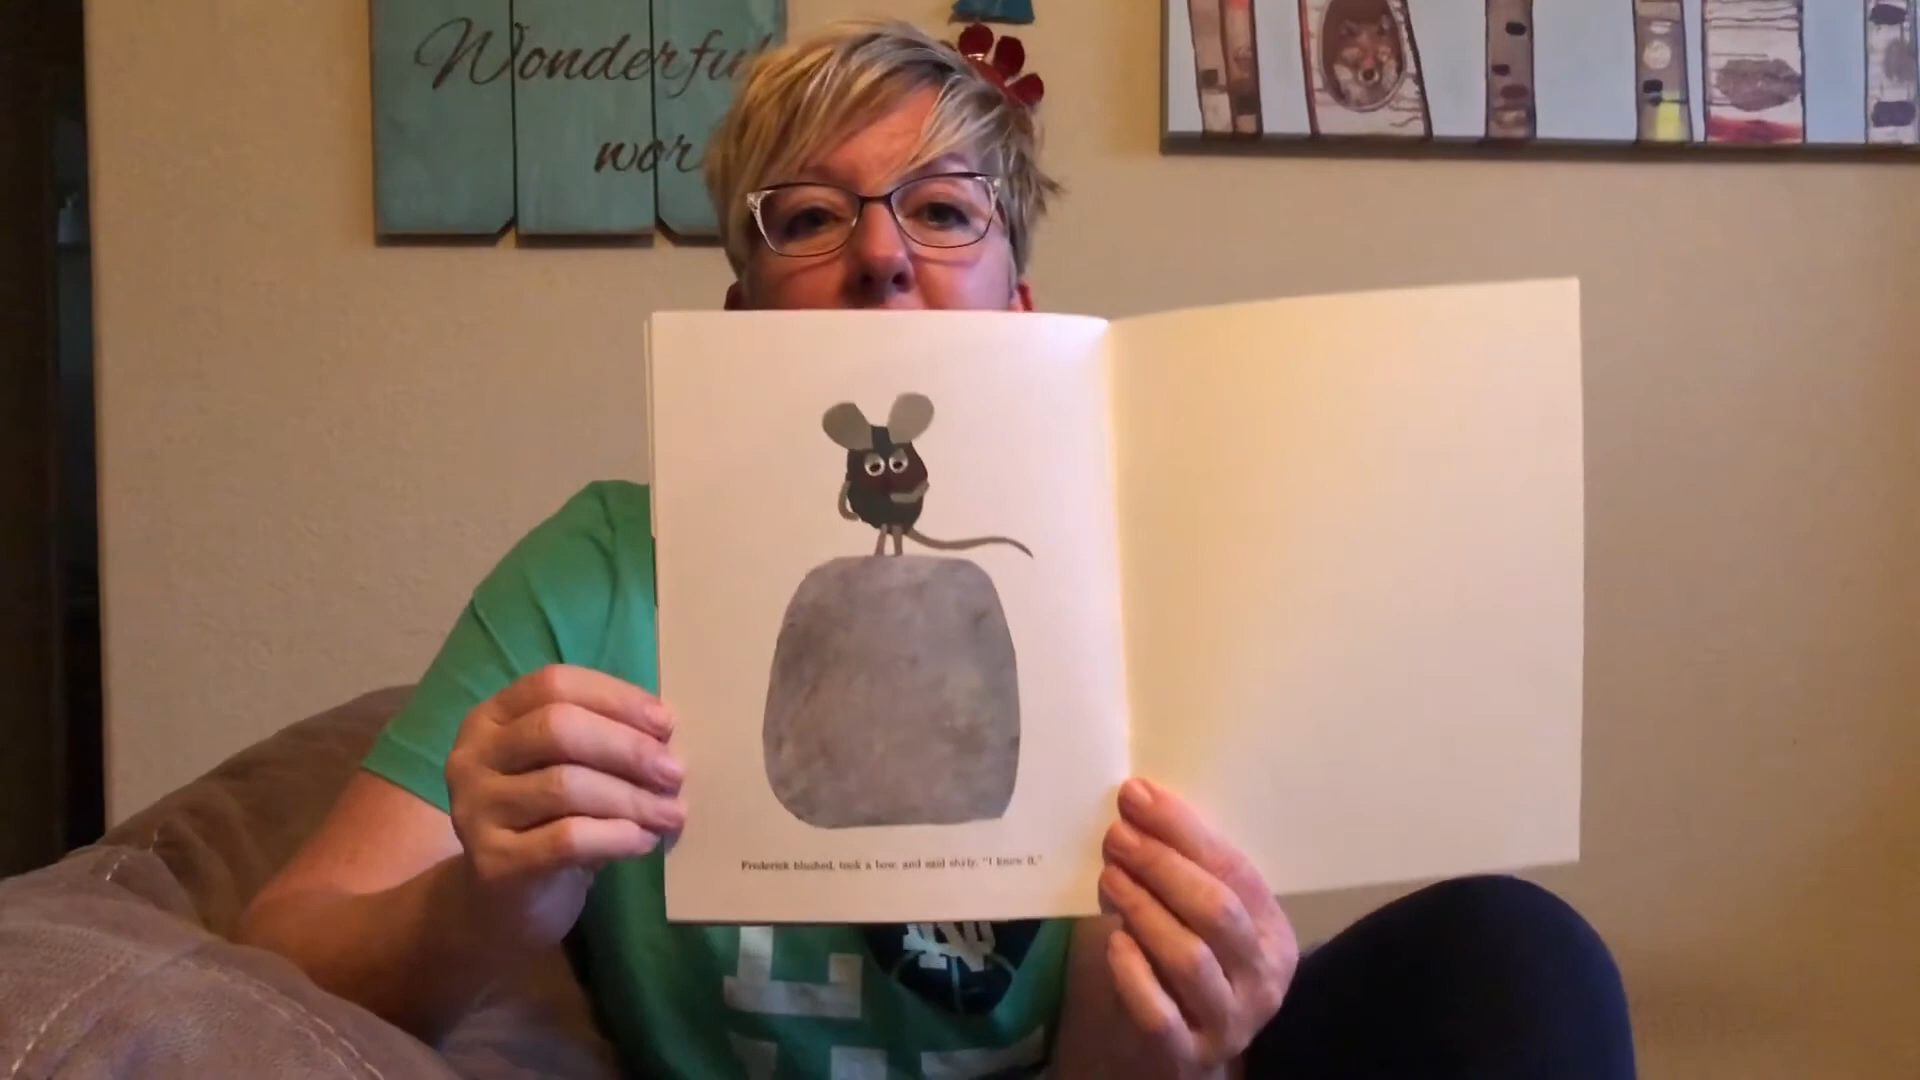 Wonderful
wor
Frederick blushed, took a bow, and said shyly, "I know it."